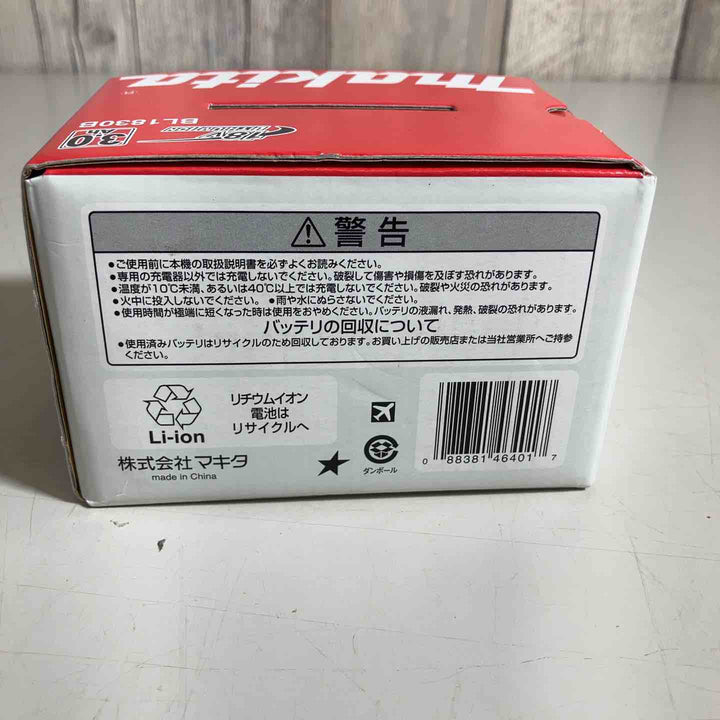 makita
BL1830B
3.0
Ah
18V
警告
●ご使用前に本機の取扱説明書を必ずよくお読みください。
●専用の充電器以外では充電しないでください。破裂して傷害や損傷を及ぼす恐れがあります。
●温度が10℃未満、あるいは40℃以上では充電しないでください。破裂や火災の恐れがあります。
●火中に投入しないでください。 ●雨や水にぬらさないでください。
●使用時間が極端に短くなった時は使用をおやめください。バッテリの液漏れ、発熱、破裂の恐れがあります。
バッテリの回収について
●使用済みバッテリはリサイクルのため回収しております。お買い上げの販売店または当社営業所へご持参
ください。
Li-ion
リチウムイオン
電池は
リサイクルへ
株式会社 マキタ
made in China
ダンボール
0 88381 46401 7